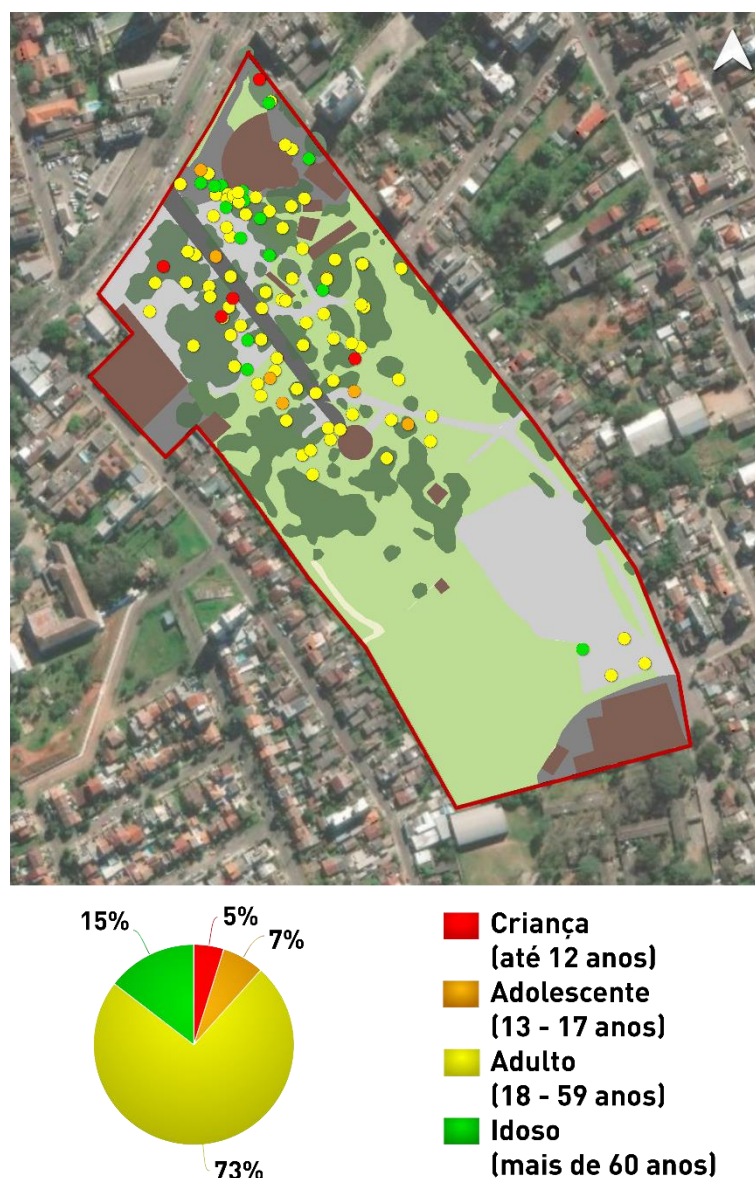 15%
5%
7%
73%
Criança
(até 12 anos)
Adolescente
(13 - 17 anos)
Adulto
(18 - 59 anos)
Idoso
(mais de 60 anos)